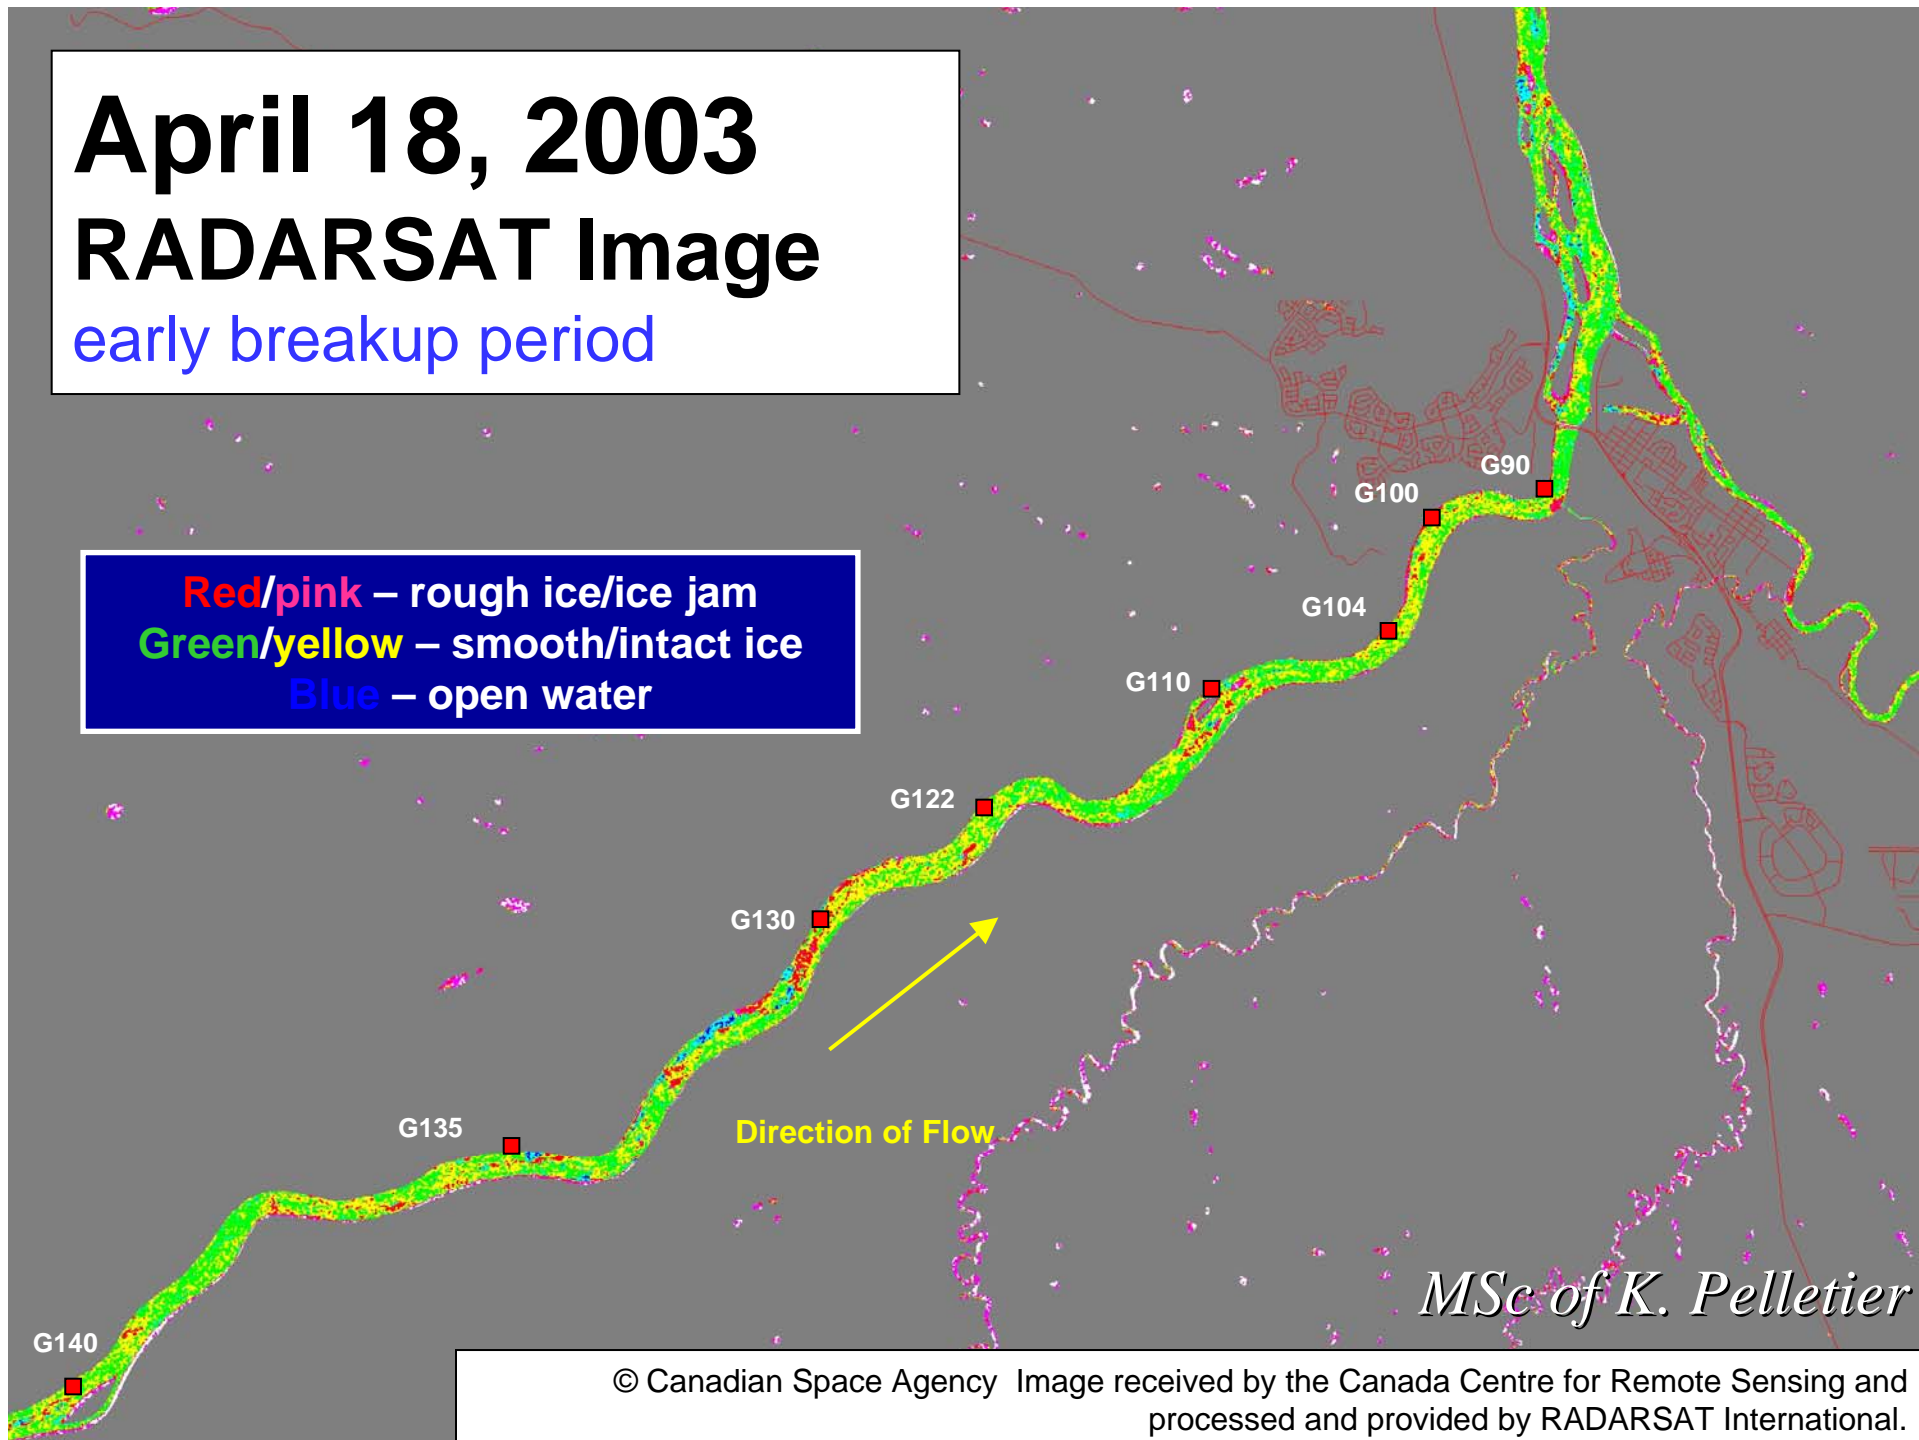 April 18, 2003
RADARSAT Image
early breakup period
G90
G100
Red/pink – rough ice/ice jam
Green/yellow – smooth/intact ice
Blue – open water
G104
G110
G122
G130
G135
Direction of Flow
MSc of K. Pelletier
G140
© Canadian Space Agency Image received by the Canada Centre for Remote Sensing and
processed and provided by RADARSAT International.